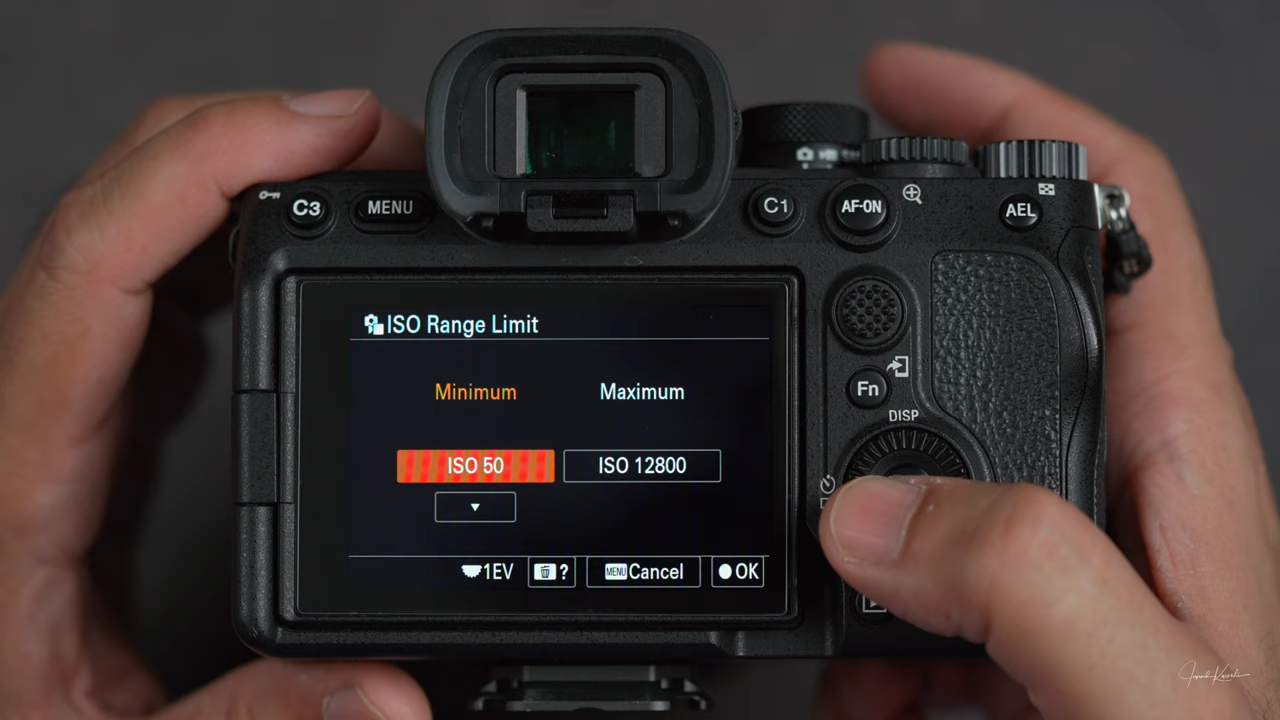 C3
MENU
C1
AF-ON
AEL
ISO Range Limit
Minimum Maximum
ISO 50 ISO 12800
1EV ? MENU Cancel OK
Fn
DISP